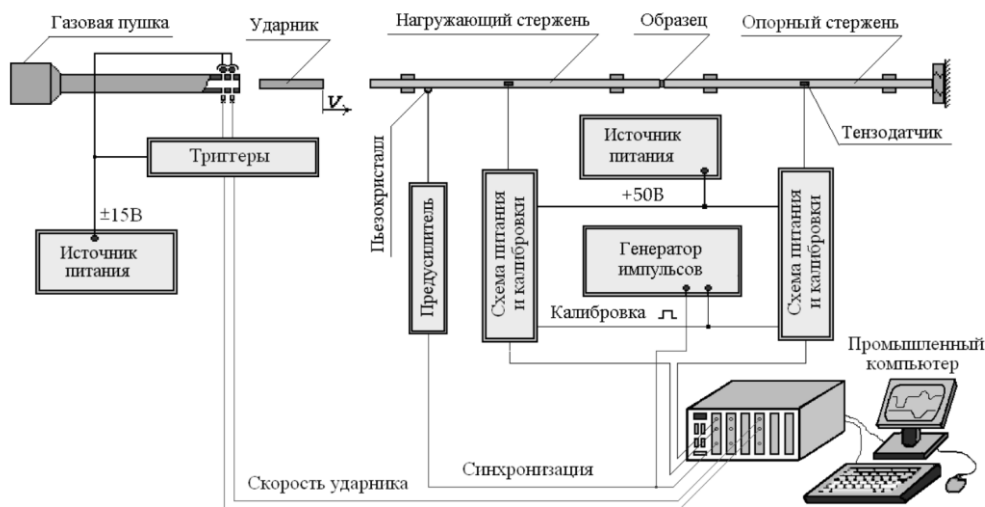 Газовая пушка
Ударник
Нагружающий стержень
Образец
Опорный стержень
V
Триггеры
±15В
Источник
питания
Пьезокристалл
Предусилитель
Схема питания
и калибровки
Источник
питания
+50В
Генератор
импульсов
Калибровка
Схема питания
и калибровки
Тензодатчик
Промышленный
компьютер
Синхронизация
Скорость ударника